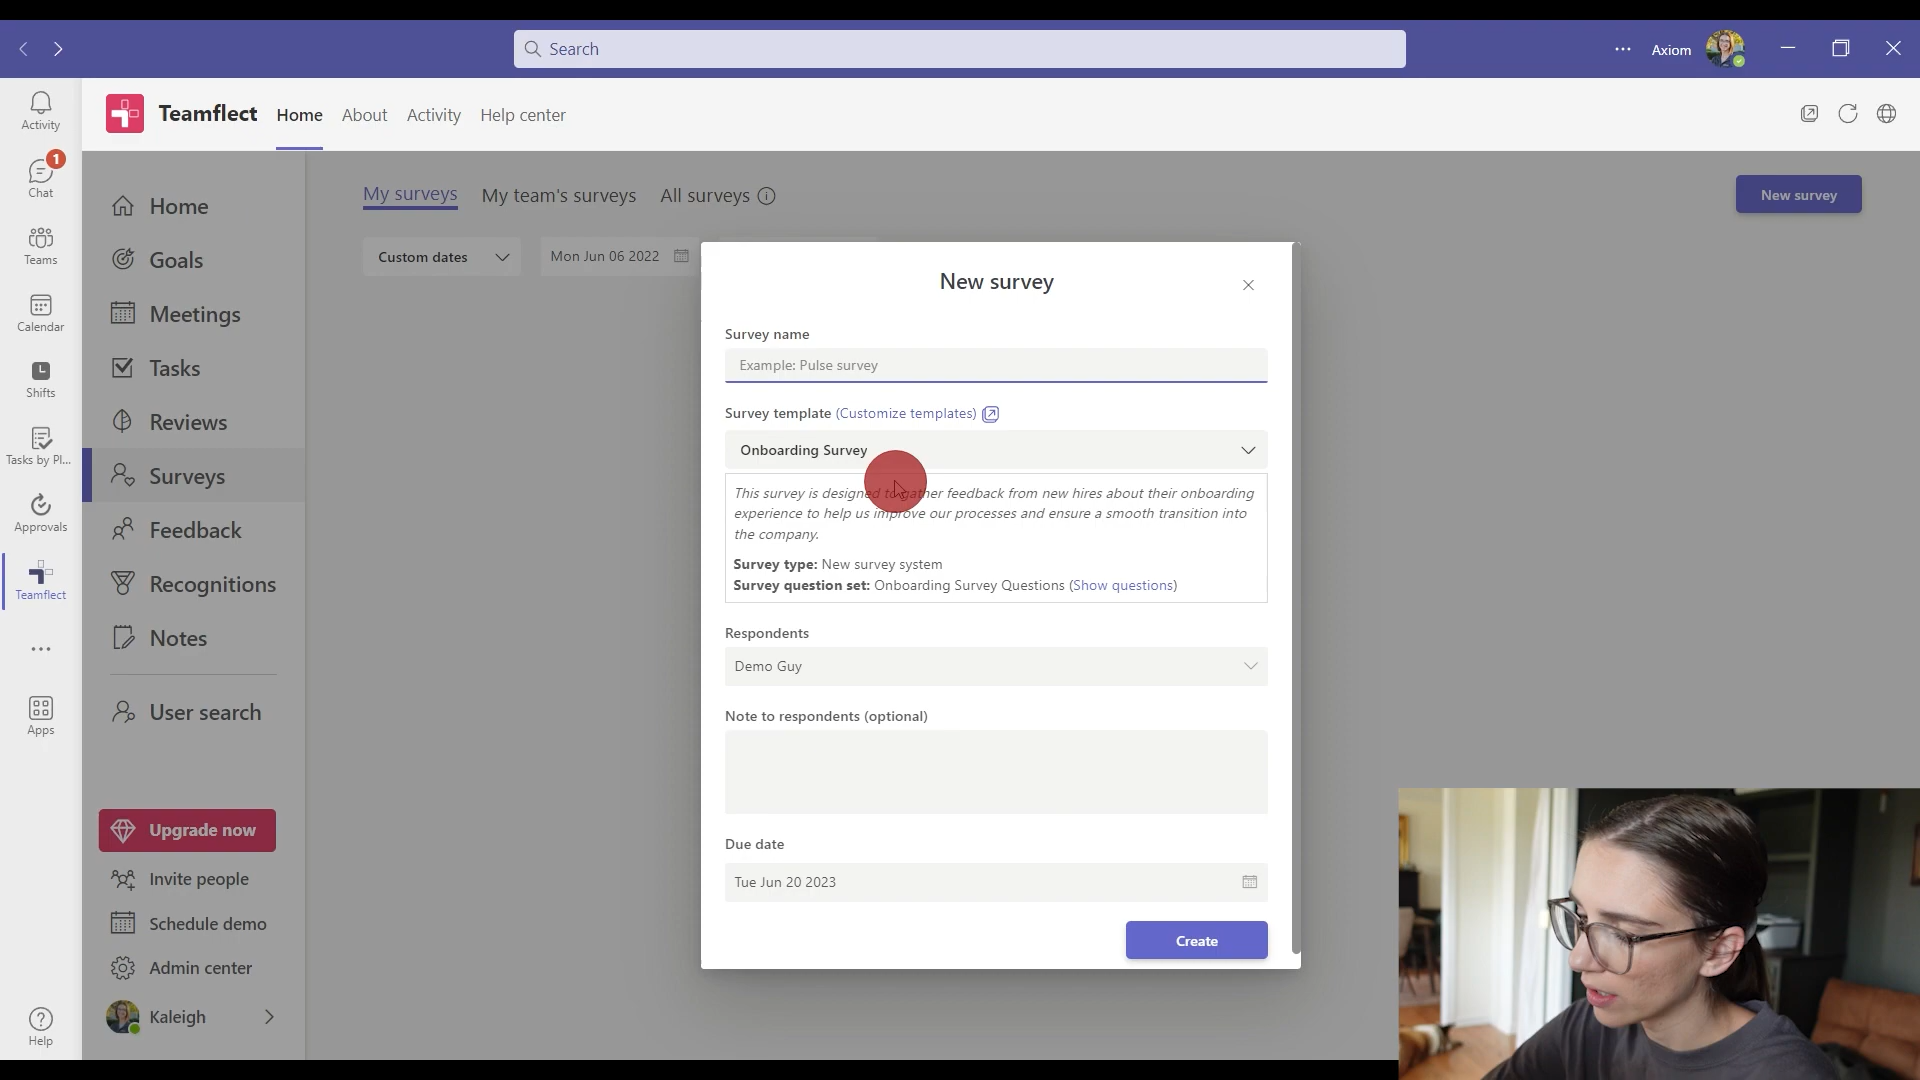 Search
Axiom
Activity
Chat
1
Teams
Calendar
Shifts
Tasks by Pl...
Approvals
Teamflect
Apps
Help
Teamflect
Home
About
Activity
Help center
Home
Goals
Meetings
Tasks
Reviews
Surveys
Feedback
Recognitions
Notes
User search
Upgrade now
Invite people
Schedule demo
Admin center
Kaleigh
My surveys
My team's surveys
All surveys
New survey
Custom dates
Mon Jun 06 2022
New survey
Survey name
Example: Pulse survey
Survey template (Customize templates)
Onboarding Survey
This survey is designed to gather feedback from new hires about their onboarding
experience to help us improve our processes and ensure a smooth transition into
the company.
Survey type: New survey system
Survey question set: Onboarding Survey Questions (Show questions)
Respondents
Demo Guy
Note to respondents (optional)
Due date
Tue Jun 20 2023
Create